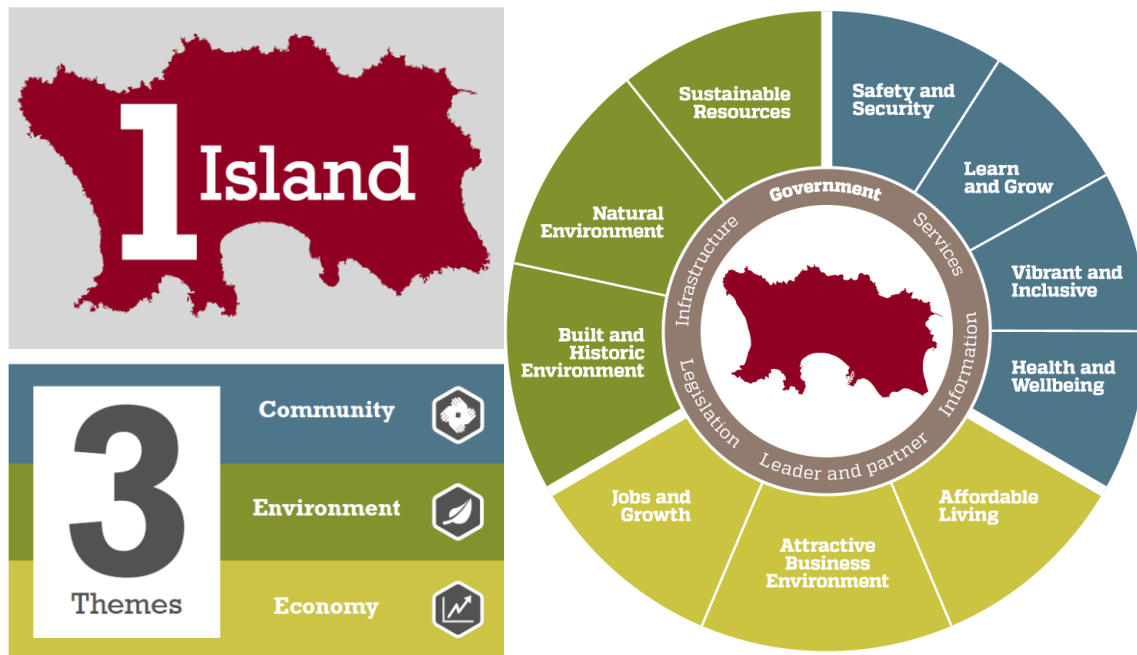 1 Island
3
Themes
Community
Environment
Economy
Sustainable
Resources
Safety and
Security
Learn
and Grow
Natural
Environment
Vibrant and
Inclusive
Built and
Historic
Environment
Health and
Wellbeing
Jobs and
Growth
Attractive
Business
Environment
Affordable
Living
Government
Services
Information
Leader and partner
Legislation
Infrastructure